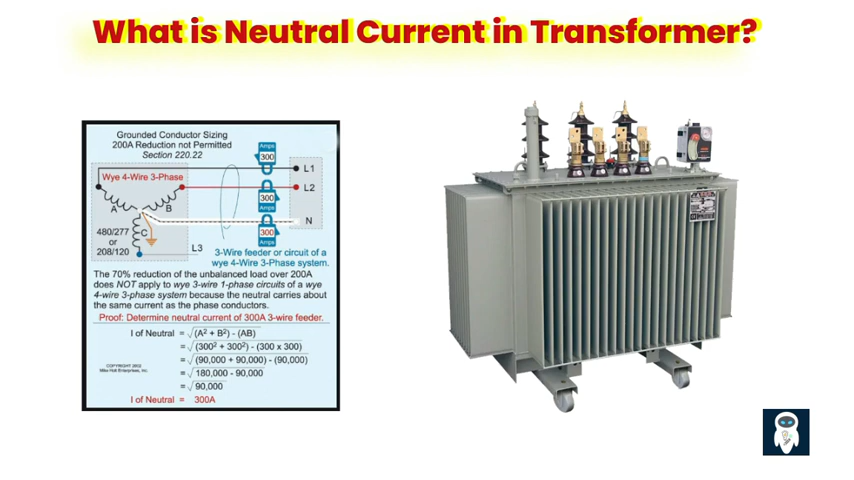 What is Neutral Current in Transformer?
Grounded Conductor Sizing
200A Reduction not Permitted
Section 220.22
Amps
300
L1
Wye 4-Wire 3-Phase
L2
A
B
300
Amps
N
480/277
or
208/120
C
300
Amps
L3
3-Wire feeder or circuit of a
wye 4-Wire 3-Phase system.
The 70% reduction of the unbalanced load over 200A
does NOT apply to wye 3-wire 1-phase circuits of a wye
4-wire 3-phase system because the neutral carries about
the same current as the phase conductors.
Proof: Determine neutral current of 300A 3-wire feeder.
I of Neutral = √(A² + B²) - (AB)
= √(300² + 300²) - (300 x 300)
= √(90,000 + 90,000) - (90,000)
= √180,000 - 90,000
= √90,000
COPYRIGHT 2002
Mike Holt Enterprises, Inc.
I of Neutral = 300A